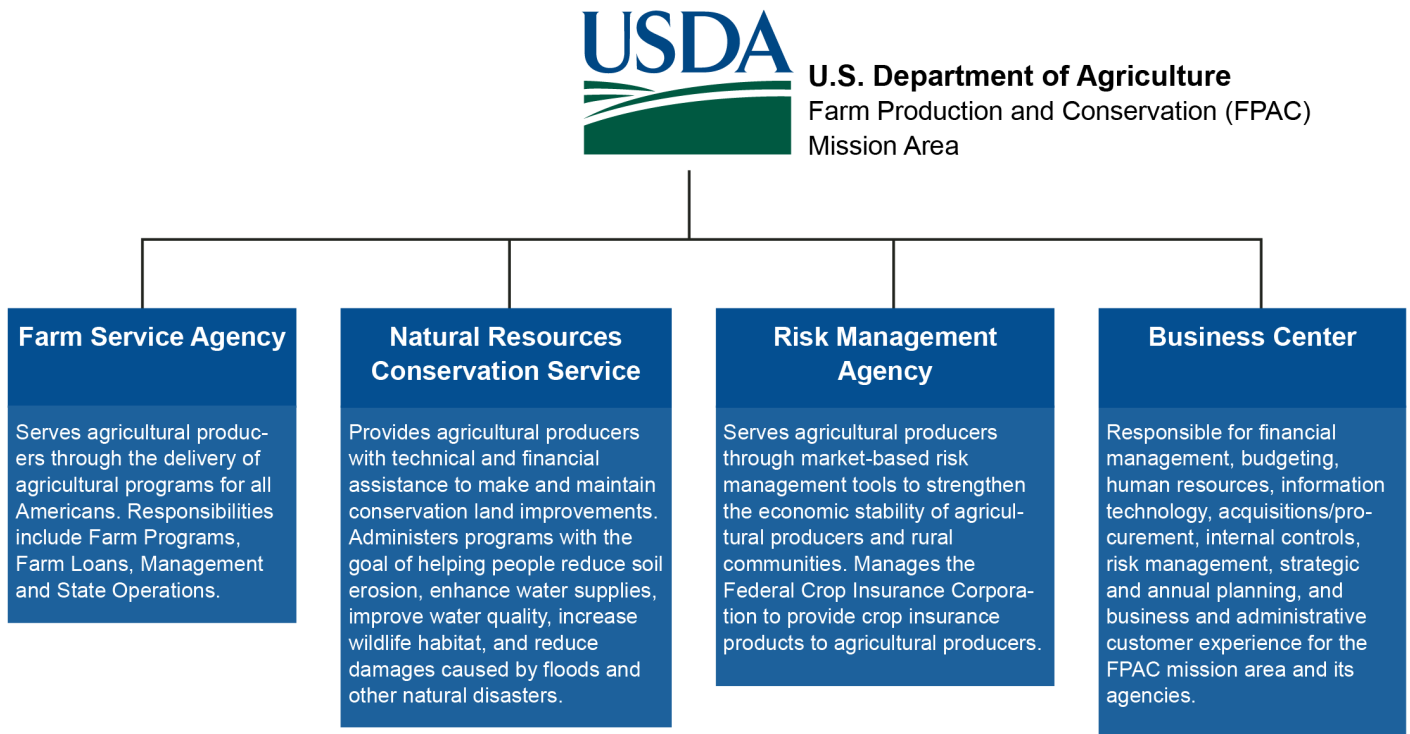 USDA
U.S. Department of Agriculture
Farm Production and Conservation (FPAC)
Mission Area
Farm Service Agency
Serves agricultural produc-
ers through the delivery of
agricultural programs for all
Americans. Responsibilities
include Farm Programs,
Farm Loans, Management
and State Operations.
Natural Resources
Conservation Service
Provides agricultural producers
with technical and financial
assistance to make and maintain
conservation land improvements.
Administers programs with the
goal of helping people reduce soil
erosion, enhance water supplies,
improve water quality, increase
wildlife habitat, and reduce
damages caused by floods and
other natural disasters.
Risk Management
Agency
Serves agricultural producers
through market-based risk
management tools to strengthen
the economic stability of agricul-
tural producers and rural
communities. Manages the
Federal Crop Insurance Corpora-
tion to provide crop insurance
products to agricultural producers.
Business Center
Responsible for financial
management, budgeting,
human resources, information
technology, acquisitions/pro-
curement, internal controls,
risk management, strategic
and annual planning, and
business and administrative
customer experience for the
FPAC mission area and its
agencies.